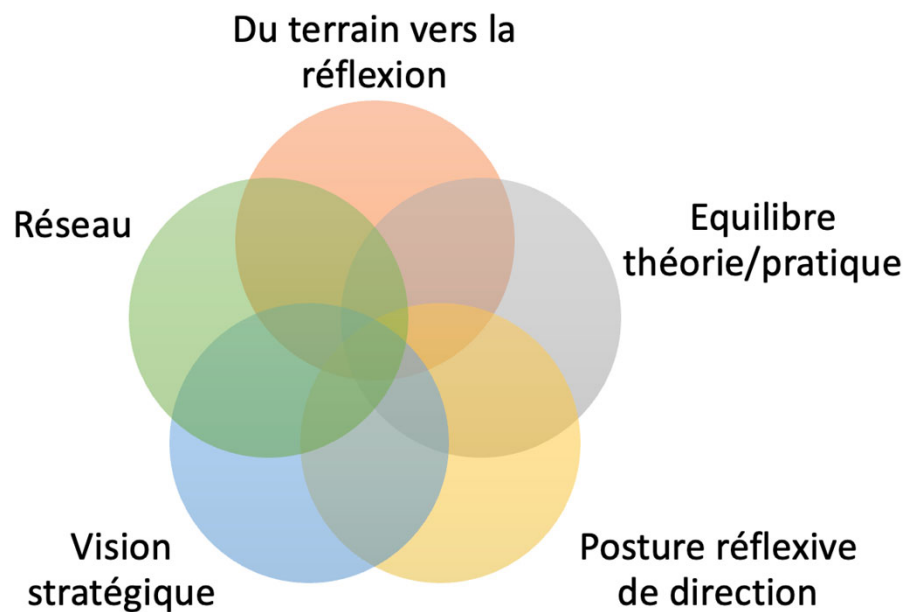 Du terrain vers la
réflexion
Réseau
Equilibre
théorie/pratique
Vision
stratégique
Posture réflexive
de direction